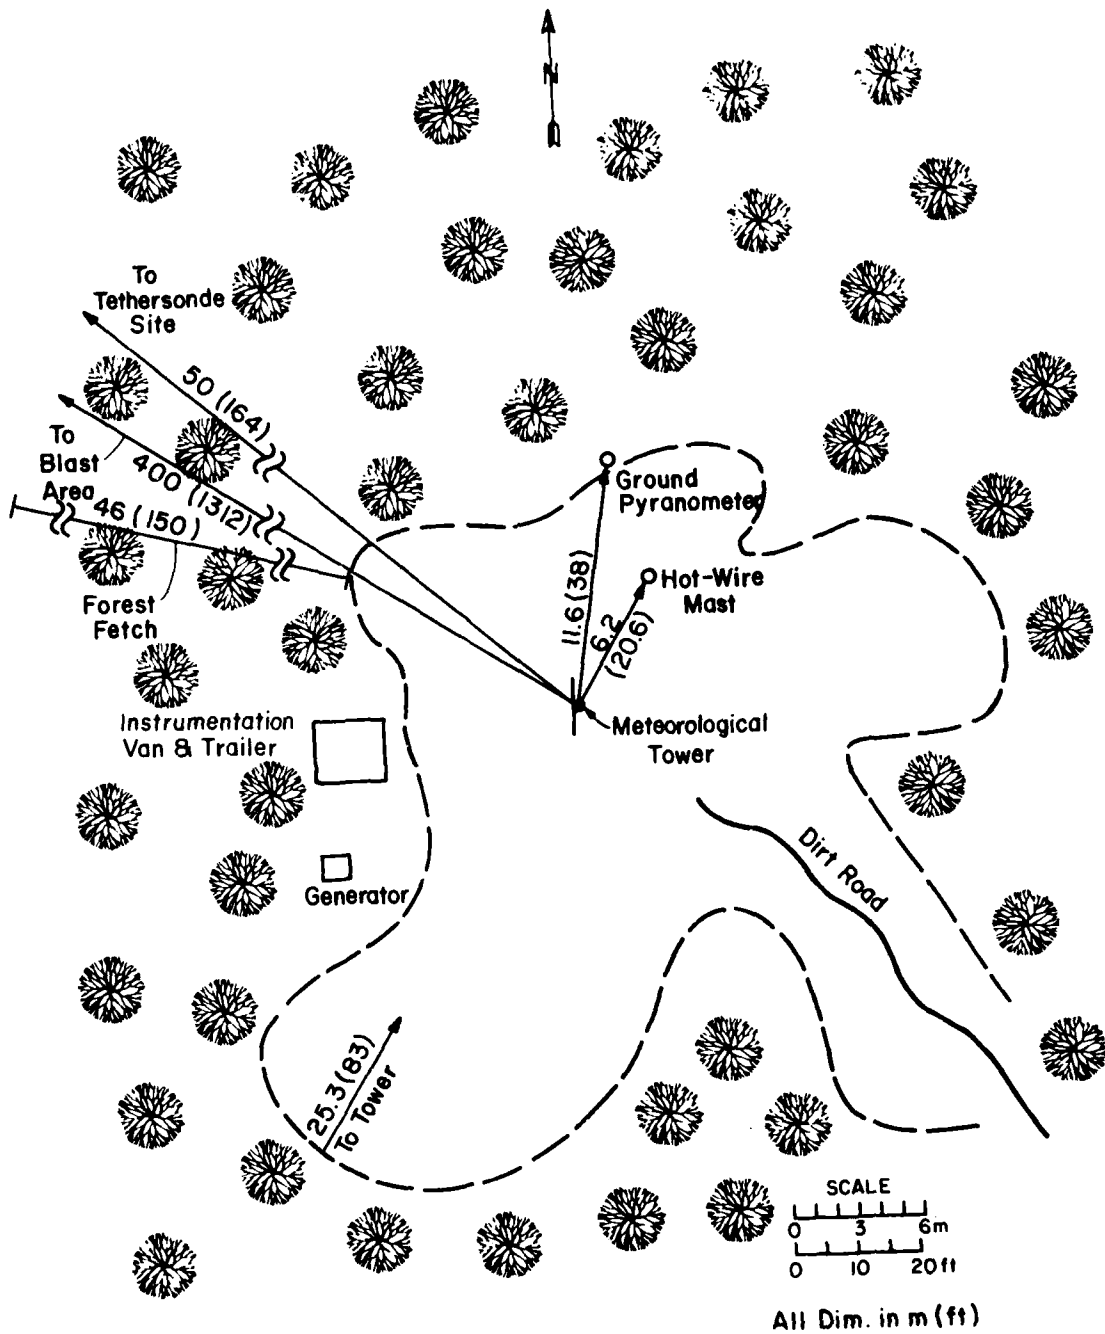 N
To
Tethersonde
Site
50 (164)
To
Blast
Area
400 (1312)
46 (150)
Forest
Fetch
Ground
Pyranometer
11.6 (38)
Hot-Wire
Mast
6.2
(20.6)
Instrumentation
Van & Trailer
Meteorological
Tower
Dirt Road
Generator
25.3 (83)
To Tower
SCALE
0 3 6m
0 10 20 ft
All Dim. in m (ft)